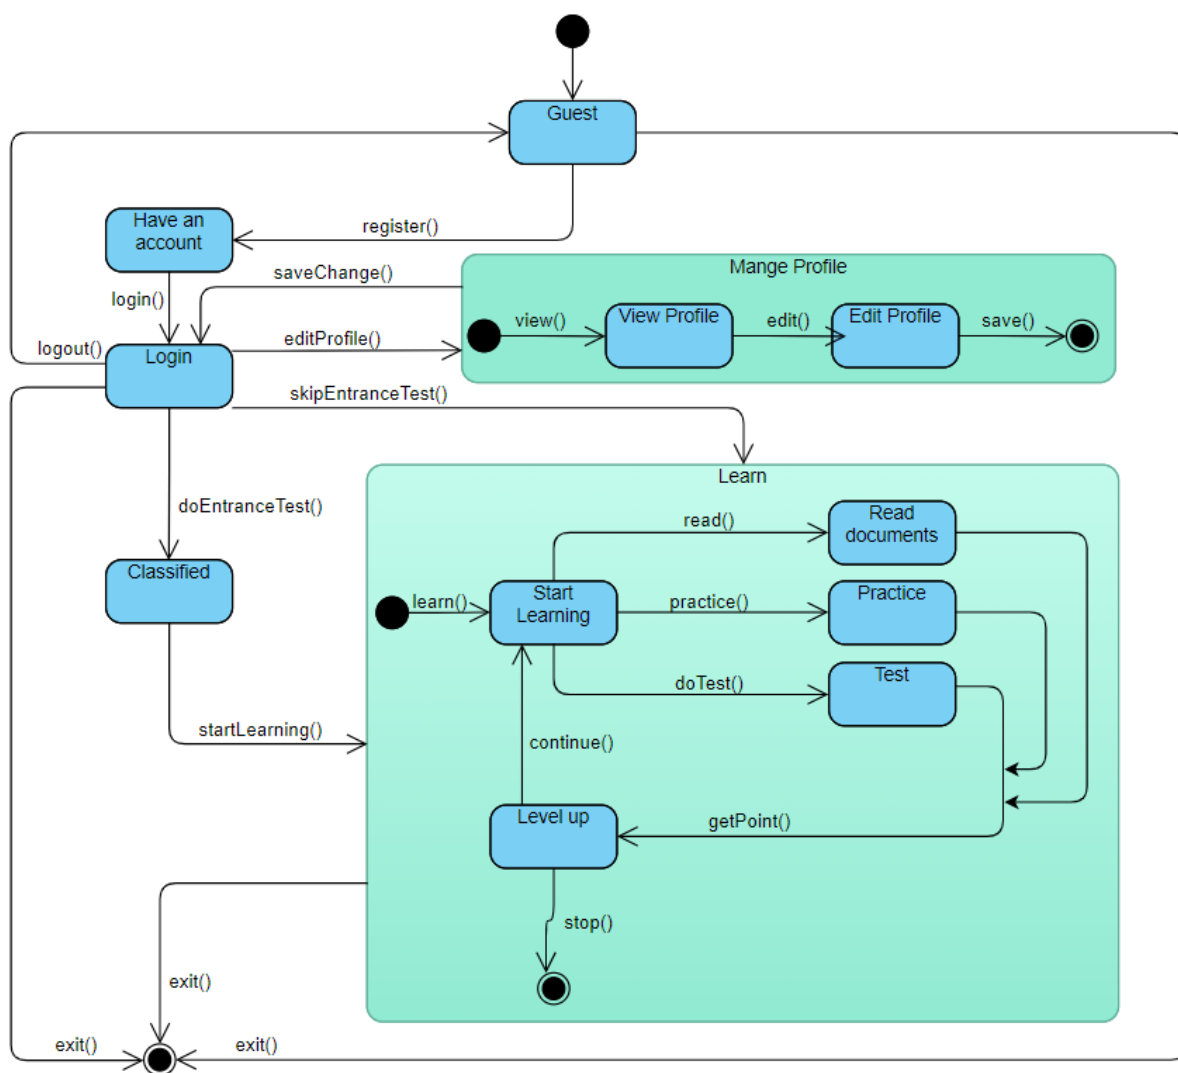 Guest
Have an
account
register()
saveChange()
Mange Profile
login()
view()
View Profile
edit()
Edit Profile
save()
logout()
Login
editProfile()
skipEntranceTest()
Learn
doEntranceTest()
read()
Read
documents
Classified
learn()
Start
Learning
practice()
Practice
doTest()
Test
startLearning()
continue()
Level up
getPoint()
stop()
exit()
exit()
exit()